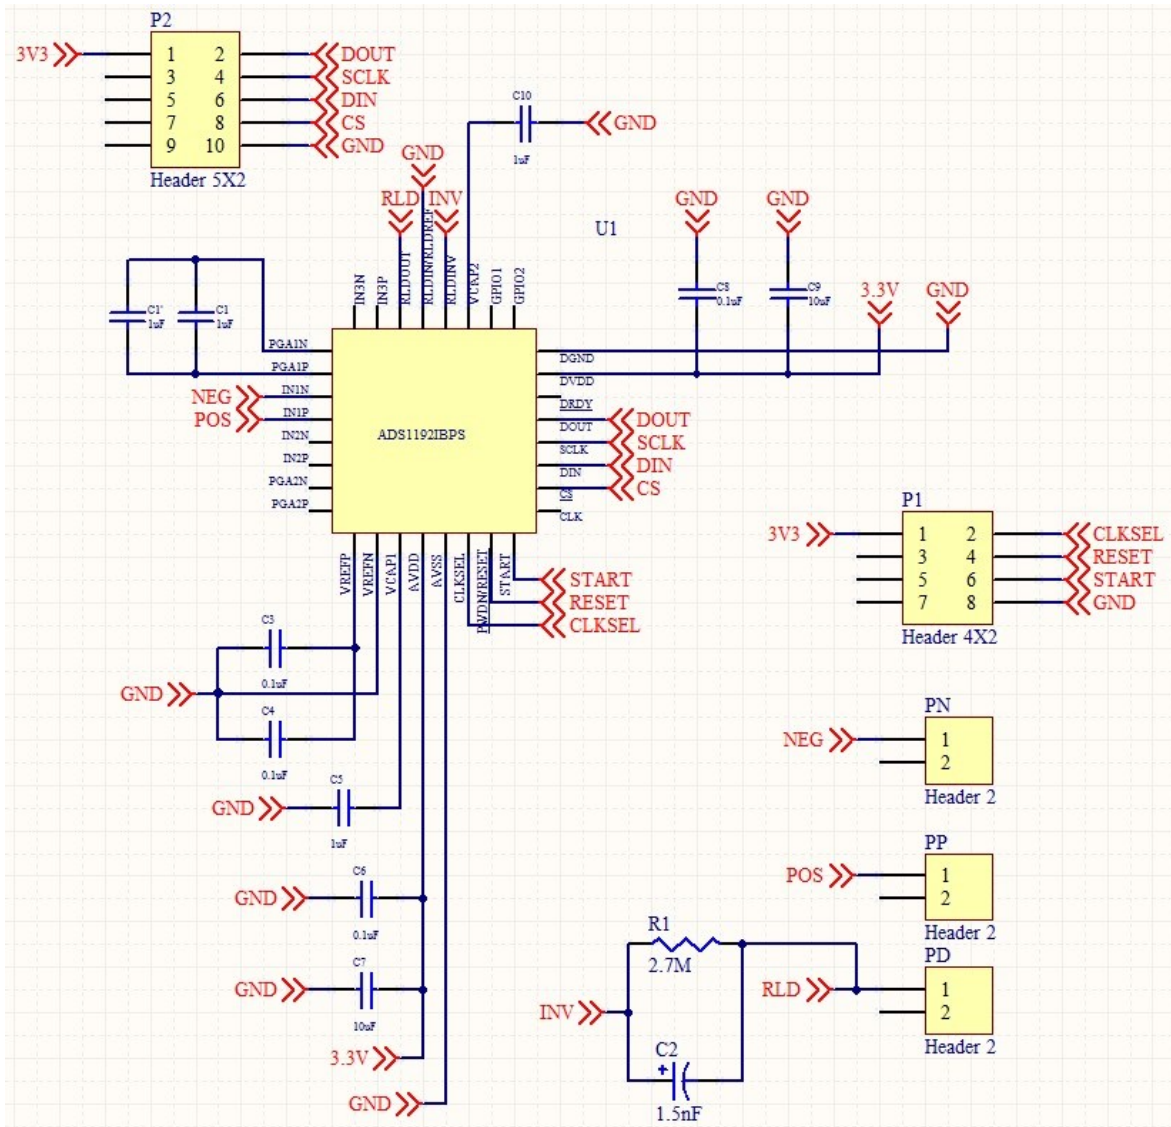 P2
3V3
1 2
3 4
5 6
7 8
9 10
DOUT
SCLK
DIN
CS
GND
Header 5X2
C10
1uF
GND
GND
RLD
INV
U1
GND
C8
0.1uF
GND
C9
10uF
3.3V
GND
C1'
1uF
C1
1uF
IN3N
IN3P
RLDOUT
RLDIN/RLDREF
RLDINV
VCAP2
GPIO1
GPIO2
PGA1N
PGA1P
IN1N
IN1P
IN2N
IN2P
PGA2N
PGA2P
NEG
POS
ADS1192IBPS
DGND
DVDD
DRDY
DOUT
SCLK
DIN
CS
CLK
DOUT
SCLK
DIN
CS
VREFP
VREFN
VCAP1
AVDD
AVSS
CLKSEL
PWDN/RESET
START
START
RESET
CLKSEL
P1
3V3
1 2
3 4
5 6
7 8
CLKSEL
RESET
START
GND
Header 4X2
C3
0.1uF
GND
C4
0.1uF
GND
C5
1uF
GND
C6
0.1uF
GND
C7
10uF
3.3V
GND
PN
NEG
1
2
Header 2
PP
POS
1
2
Header 2
PD
RLD
1
2
Header 2
R1
2.7M
INV
C2
+
1.5nF